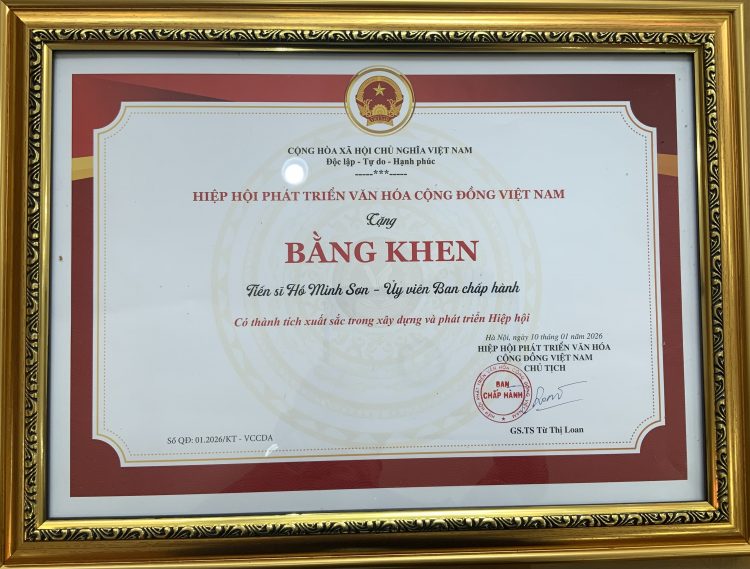 CỘNG HÒA XÃ HỘI CHỦ NGHĨA VIỆT NAM
Độc lập - Tự do - Hạnh phúc
-----***-----
HIỆP HỘI PHÁT TRIỂN VĂN HÓA CỘNG ĐỒNG VIỆT NAM
Tặng
BẰNG KHEN
Tiến sĩ Hồ Minh Sơn - Ủy viên Ban chấp hành
Có thành tích xuất sắc trong xây dựng và phát triển Hiệp hội
Hà Nội, ngày 10 tháng 01 năm 2026
HIỆP HỘI PHÁT TRIỂN VĂN HÓA
CỘNG ĐỒNG VIỆT NAM
CHỦ TỊCH
BAN
CHẤP HÀNH
GS.TS Từ Thị Loan
Số QĐ: 01.2026/KT - VCCDA